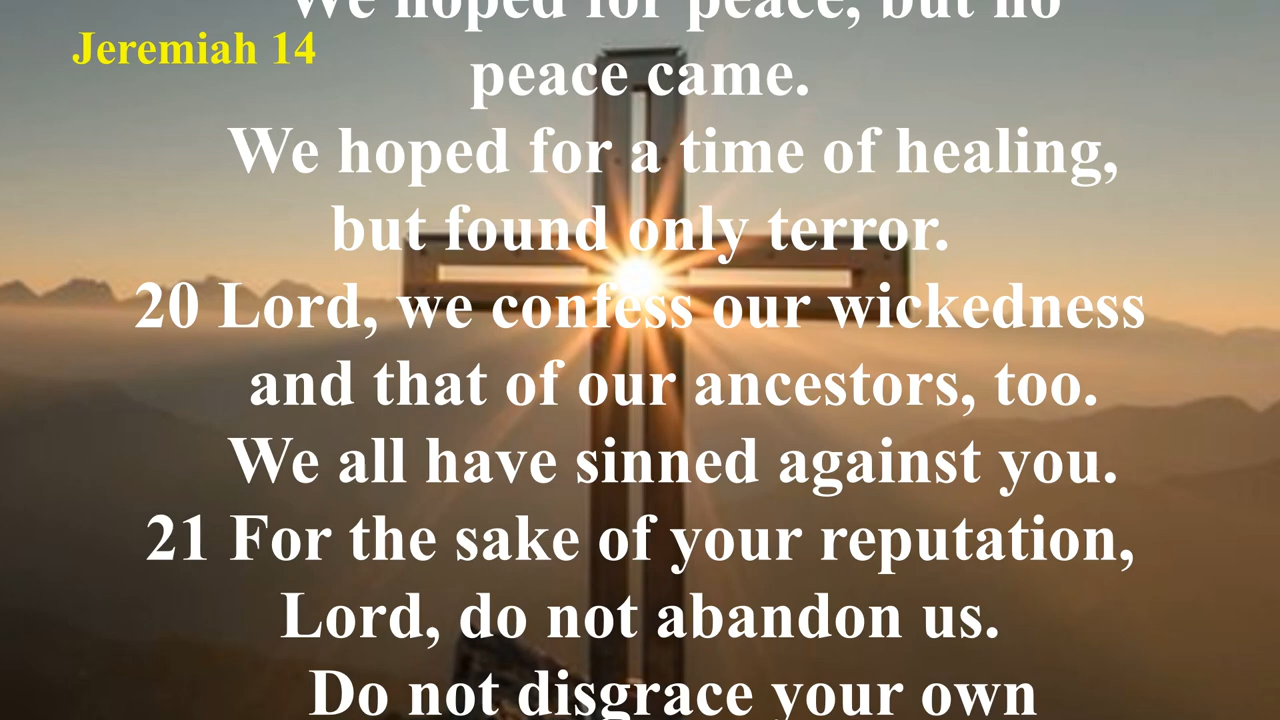 We hoped for peace, but no
Jeremiah 14
peace came.
We hoped for a time of healing,
but found only terror.
20 Lord, we confess our wickedness
and that of our ancestors, too.
We all have sinned against you.
21 For the sake of your reputation,
Lord, do not abandon us.
Do not disgrace your own